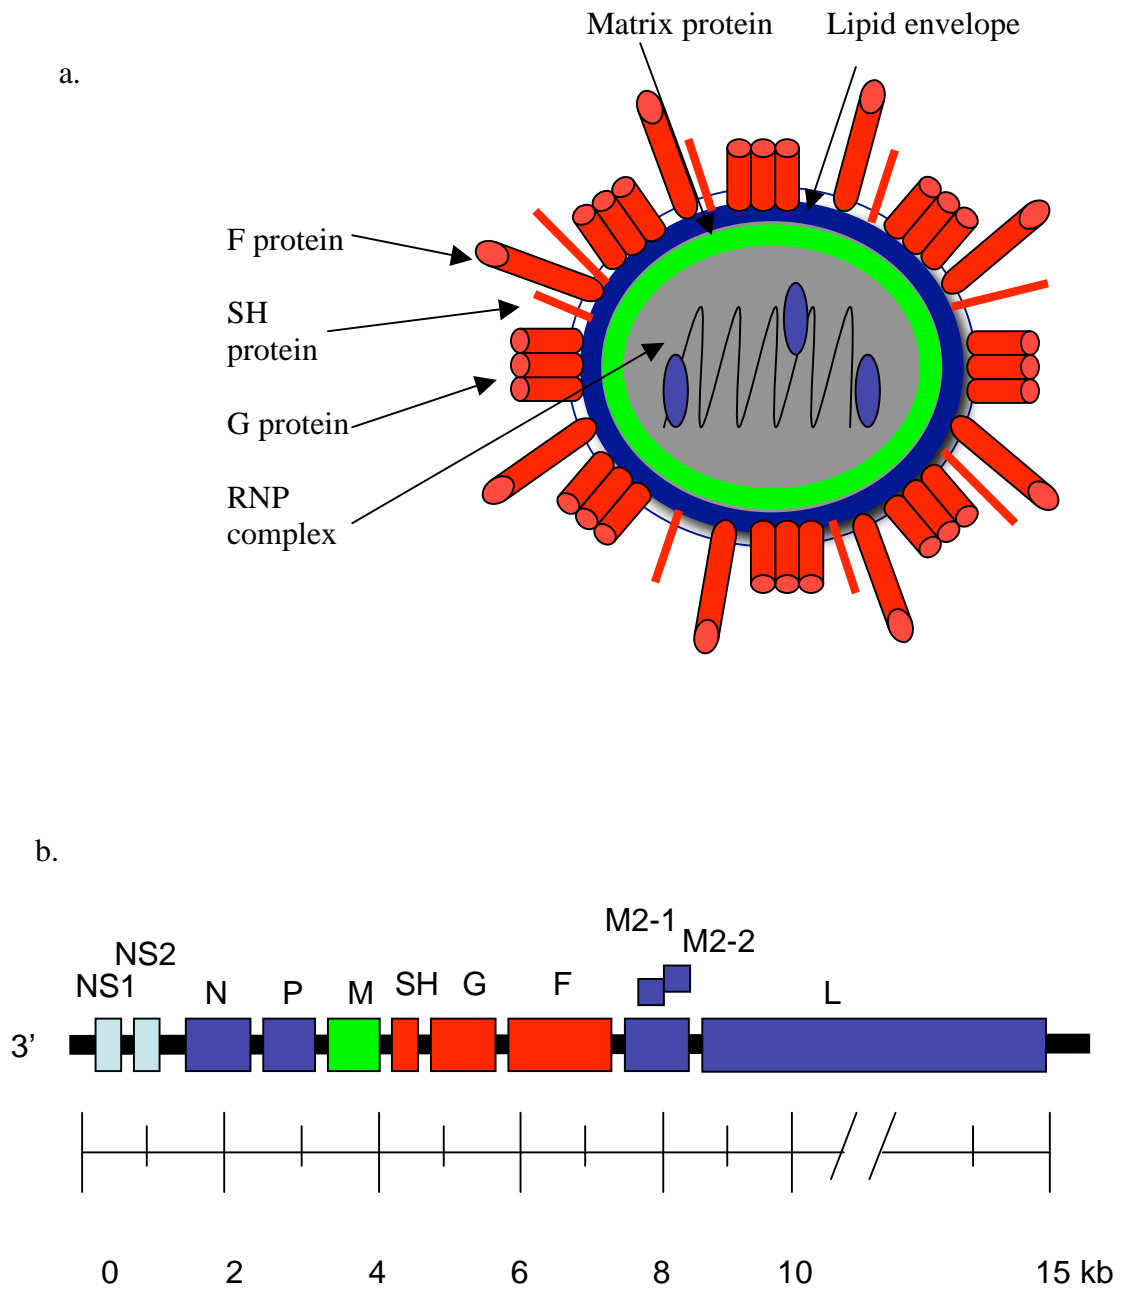 Matrix protein
Lipid envelope
a.
F protein
SH
protein
G protein
RNP
complex
b.
M2-1
M2-2
NS2
NS1
N
P
M
SH
G
F
L
3’
0 2 4 6 8 10 15 kb